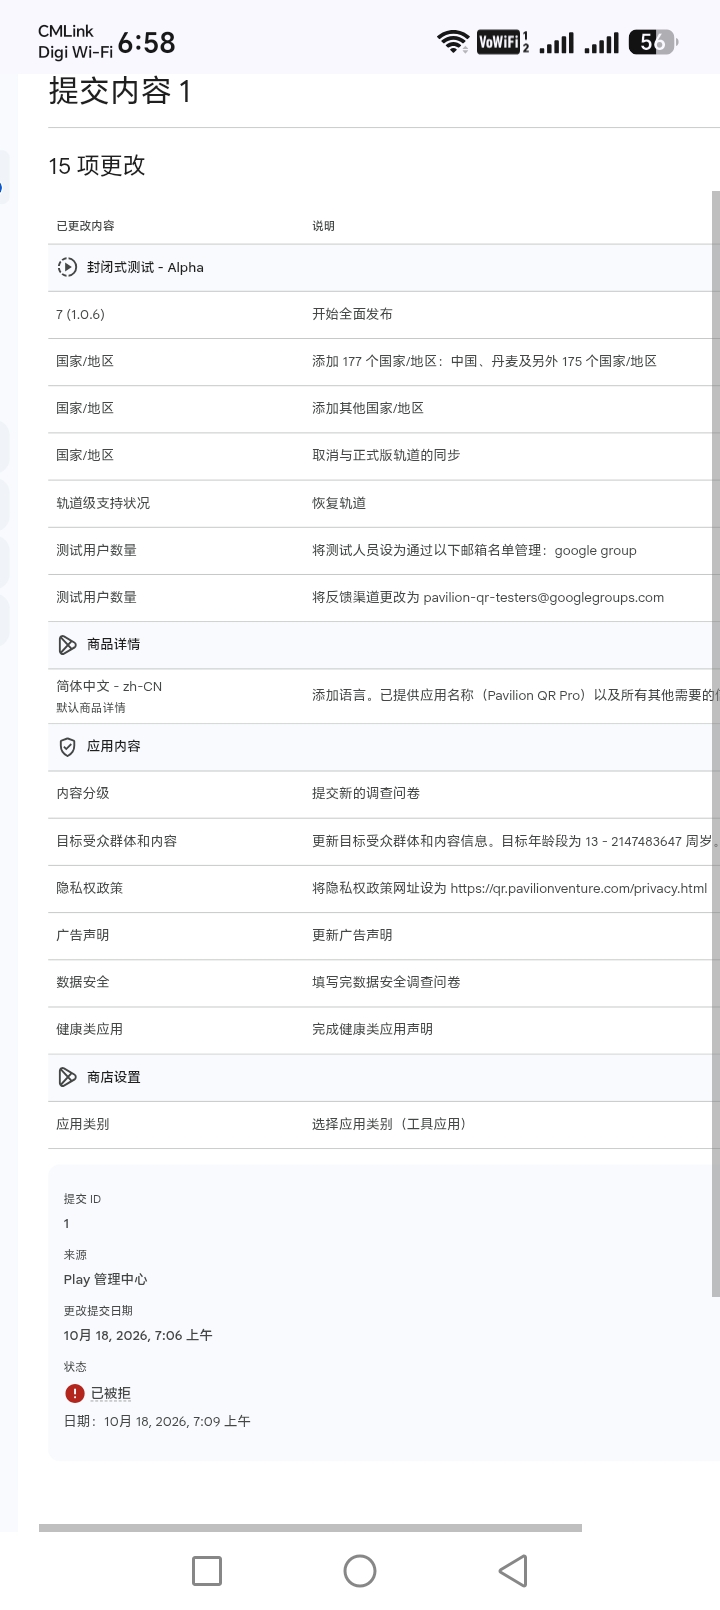 CMLink
Digi Wi-Fi
6:58
VoWiFi 1 2
56
提交内容 1
15 项更改
已更改内容 说明
封闭式测试 - Alpha
7 (1.0.6) 开始全面发布
国家/地区 添加 177 个国家/地区：中国、丹麦及另外 175 个国家/地区
国家/地区 添加其他国家/地区
国家/地区 取消与正式版轨道的同步
轨道级支持状况 恢复轨道
测试用户数量 将测试人员设为通过以下邮箱名单管理：google group
测试用户数量 将反馈渠道更改为 pavilion-qr-testers@googlegroups.com
商品详情
简体中文 - zh-CN
默认商品详情
添加语言。已提供应用名称（Pavilion QR Pro）以及所有其他需要的
应用内容
内容分级 提交新的调查问卷
目标受众群体和内容 更新目标受众群体和内容信息。目标年龄段为 13 - 2147483647 周岁。
隐私权政策 将隐私权政策网址设为 https://qr.pavilionventure.com/privacy.html
广告声明 更新广告声明
数据安全 填写完数据安全调查问卷
健康类应用 完成健康类应用声明
商店设置
应用类别 选择应用类别（工具应用）
提交 ID
1
来源
Play 管理中心
更改提交日期
10月 18, 2026, 7:06 上午
状态
已被拒
日期：10月 18, 2026, 7:09 上午